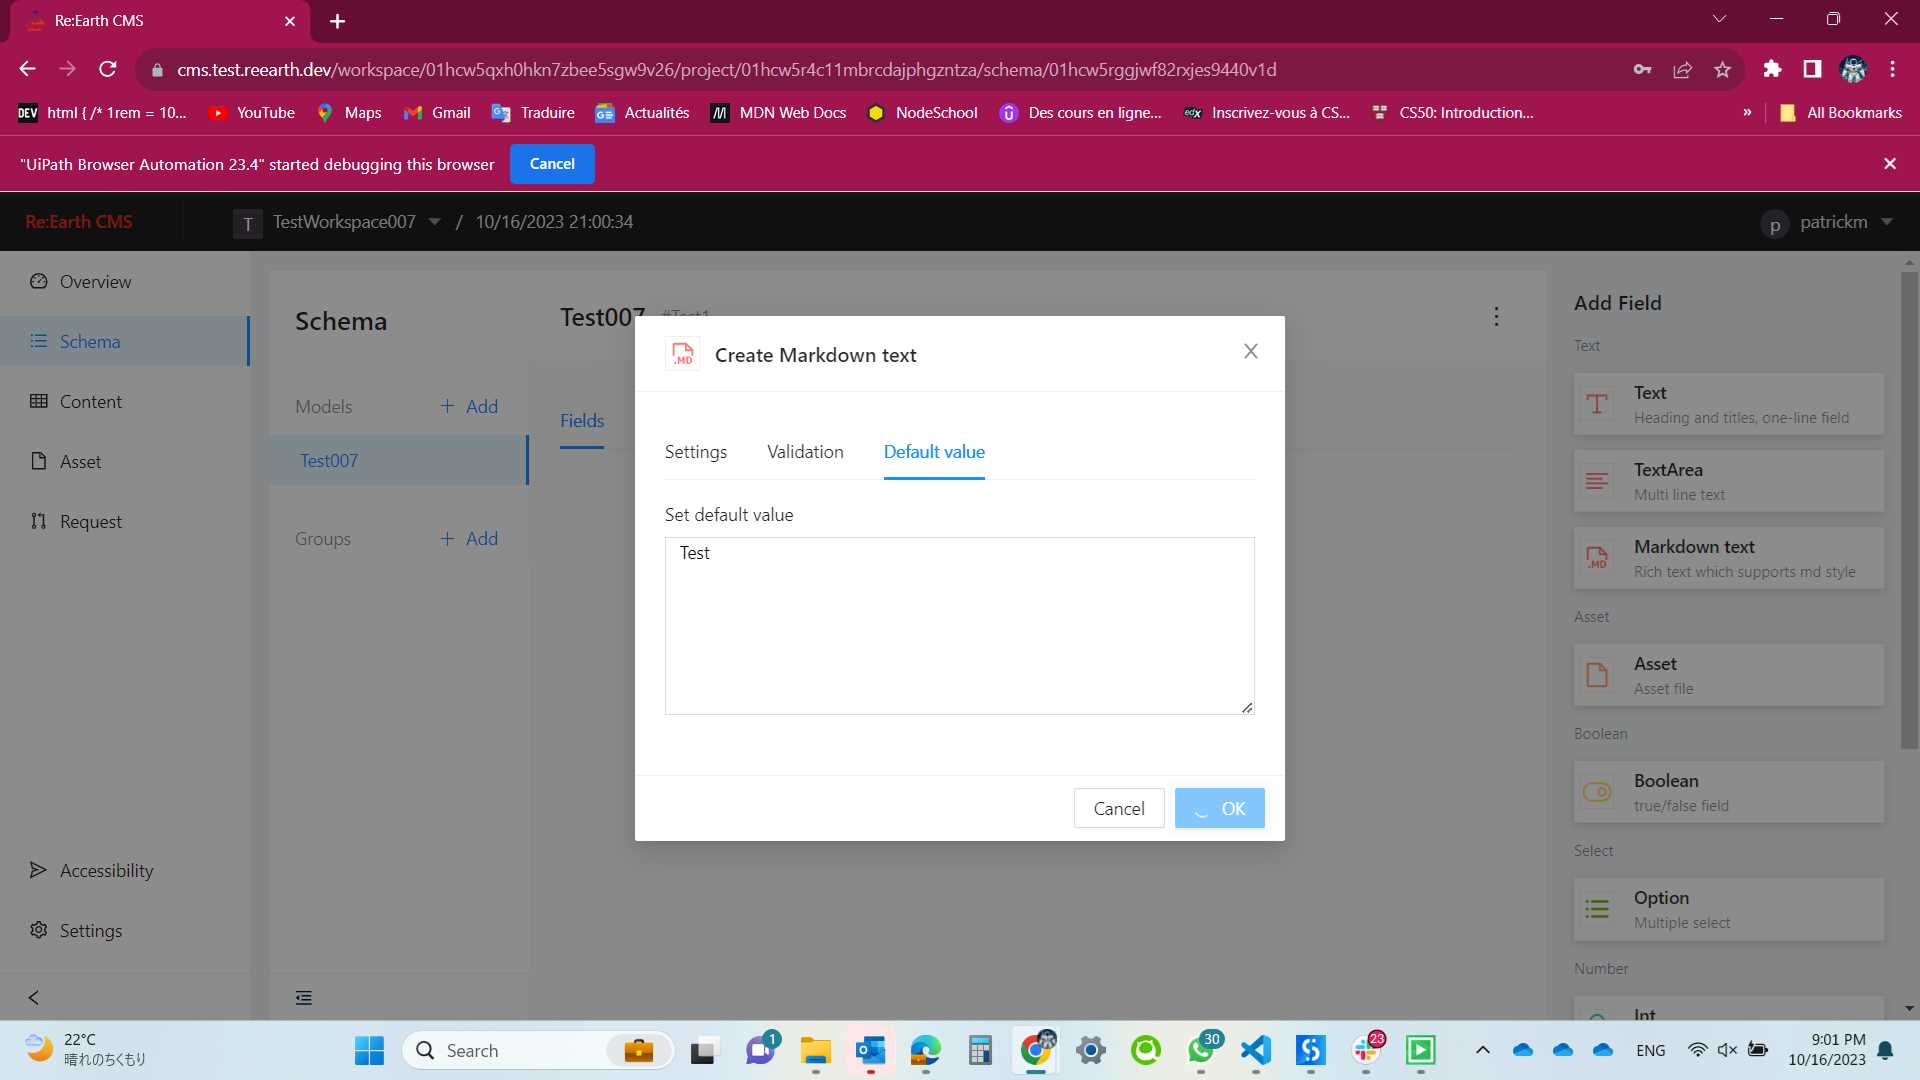 Re:Earth CMS
cms.test.reearth.dev/workspace/01hcw5qxh0hkn7zbee5sgw9v26/project/01hcw5r4c11mbrcdajphgzntza/schema/01hcw5rggjwf82rxjes9440v1d
DEV html { /* 1rem = 10... YouTube Maps Gmail Traduire Actualités MDN Web Docs NodeSchool Des cours en ligne... edX Inscrivez-vous à CS... CS50: Introduction... » All Bookmarks
"UiPath Browser Automation 23.4" started debugging this browser Cancel
Re:Earth CMS T TestWorkspace007 / 10/16/2023 21:00:34 p patrickm
Overview
Schema
Content
Asset
Request
Accessibility
Settings
Schema
Models + Add
Test007
Groups + Add
Test007 #Test1
Fields
.MD Create Markdown text
Settings Validation Default value
Set default value
Test
Cancel OK
Add Field
Text
Text
Heading and titles, one-line field
TextArea
Multi line text
.MD Markdown text
Rich text which supports md style
Asset
Asset
Asset file
Boolean
Boolean
true/false field
Select
Option
Multiple select
Number
Int
22°C
晴れのちくもり
Search
1
30
23
ENG
9:01 PM
10/16/2023